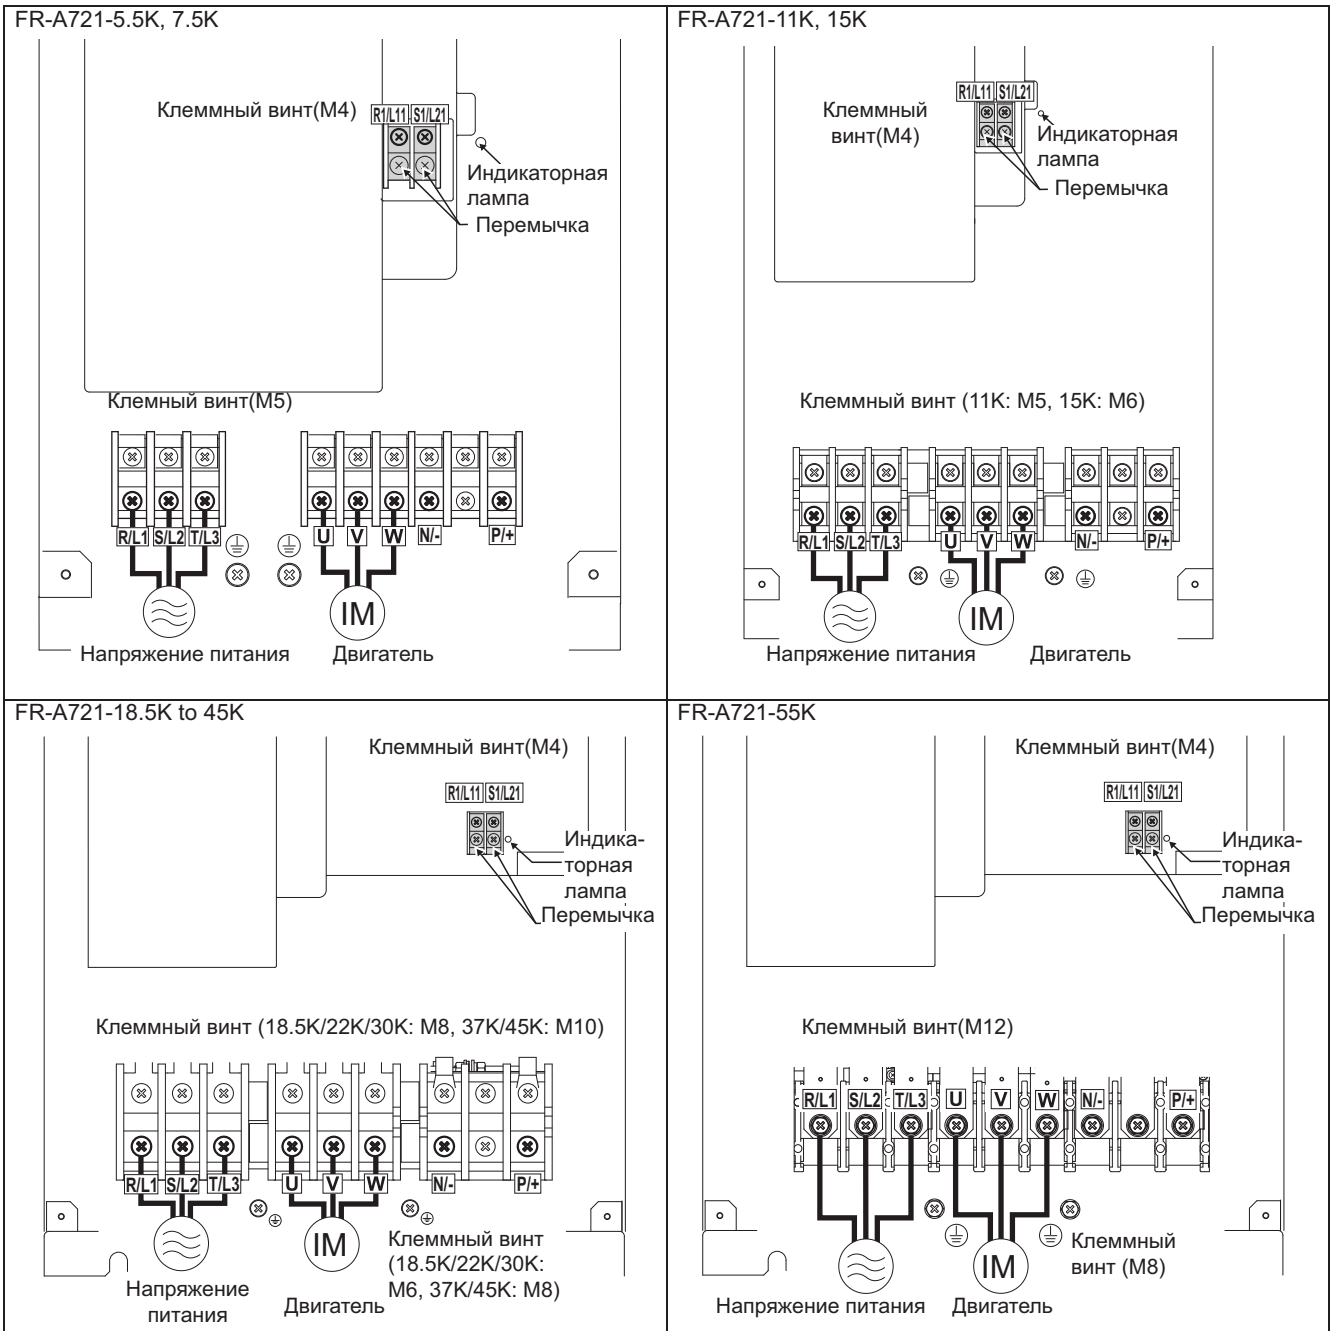 FR-A721-5.5K, 7.5K
Клеммный винт(M4)
R1/L11 S1/L21
Индикаторная
лампа
Перемычка
Клемный винт(M5)
R/L1 S/L2 T/L3 U V W N/- P/+
IM
Напряжение питания Двигатель
FR-A721-11K, 15K
R1/L11 S1/L21
Клеммный
винт(M4)
Индикаторная
лампа
Перемычка
Клеммный винт (11K: M5, 15K: M6)
R/L1 S/L2 T/L3 U V W N/- P/+
IM
Напряжение питания Двигатель
FR-A721-18.5K to 45K
Клеммный винт(M4)
R1/L11 S1/L21
Индика-
торная
лампа
Перемычка
Клеммный винт (18.5K/22K/30K: M8, 37K/45K: M10)
R/L1 S/L2 T/L3 U V W N/- P/+
IM
Клеммный винт
(18.5K/22K/30K:
M6, 37K/45K: M8)
Напряжение
питания
Двигатель
FR-A721-55K
Клеммный винт(M4)
R1/L11 S1/L21
Индика-
торная
лампа
Перемычка
Клеммный винт(M12)
R/L1 S/L2 T/L3 U V W N/- P/+
Клеммный
винт (M8)
IM
Напряжение питания Двигатель